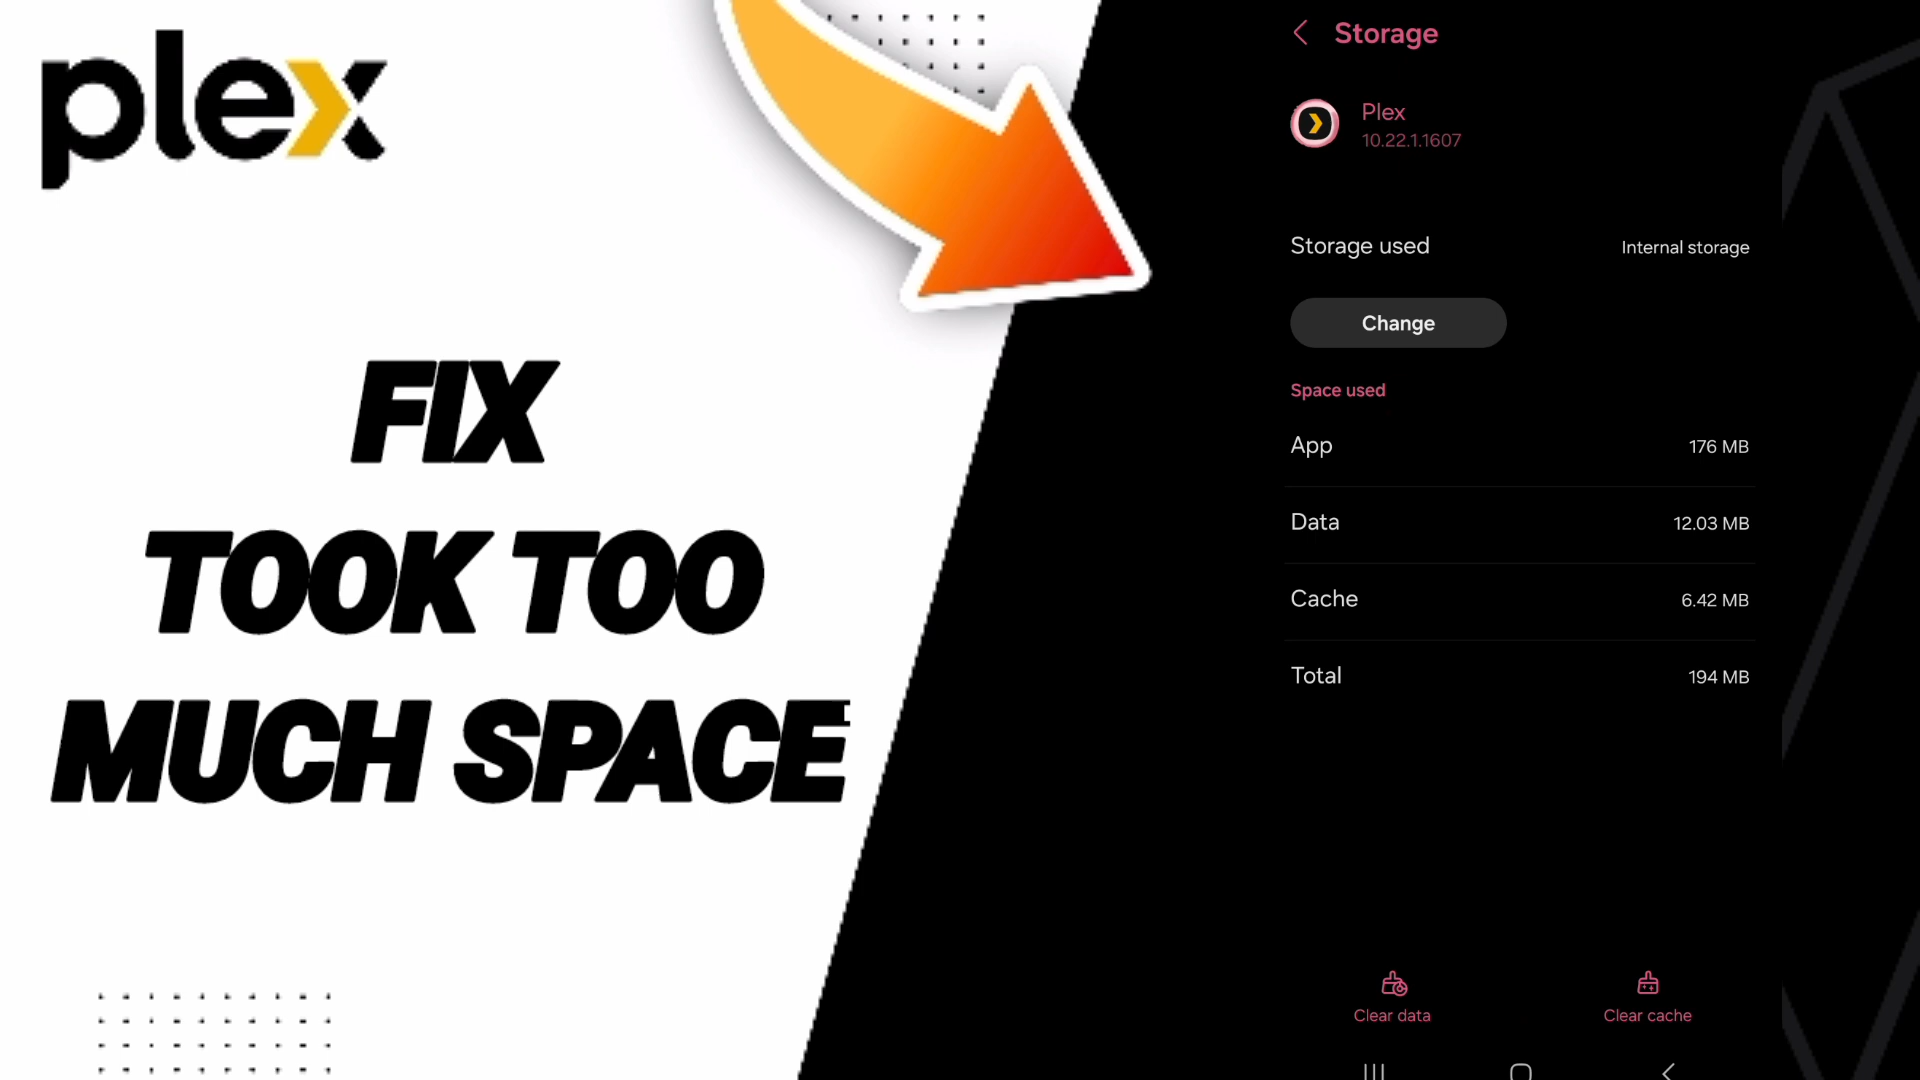 plex
FIX
TOOK TOO
MUCH SPACE
Storage
Plex
10.22.1.1607
Storage used Internal storage
Change
Space used
App 176 MB
Data 12.03 MB
Cache 6.42 MB
Total 194 MB
Clear data Clear cache